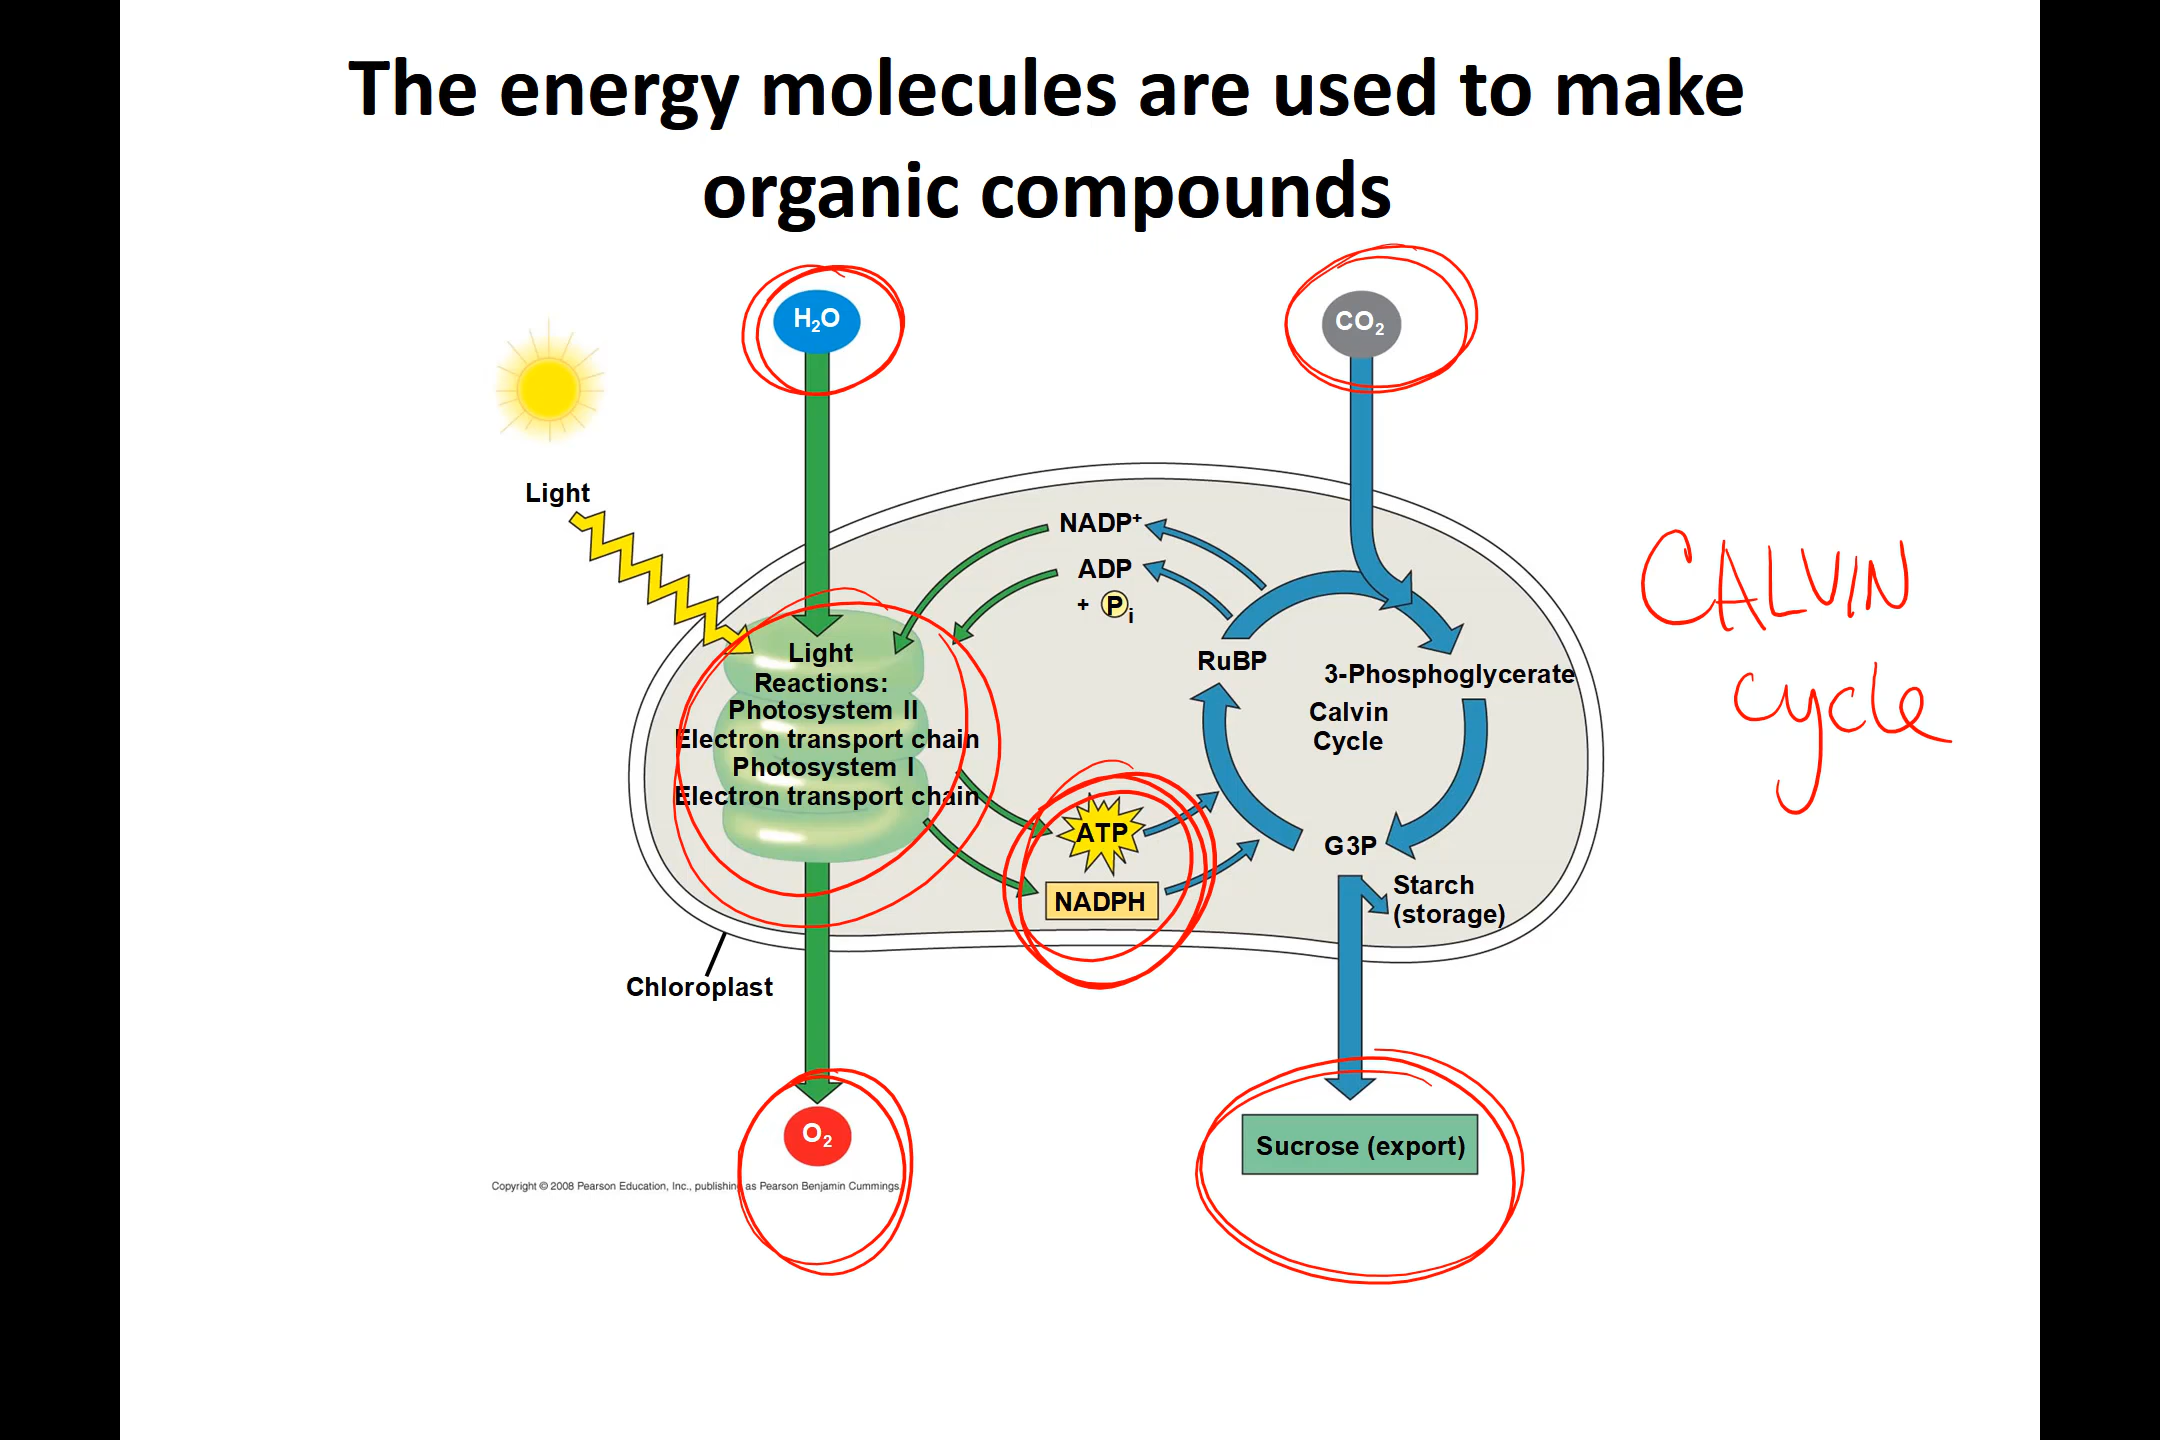 The energy molecules are used to make
organic compounds
H₂O
CO₂
Light
NADP⁺
ADP
+ Pi
Light
Reactions:
Photosystem II
Electron transport chain
Photosystem I
Electron transport chain
RuBP
3-Phosphoglycerate
Calvin
Cycle
CALVIN
cycle
ATP
NADPH
G3P
Starch
(storage)
Chloroplast
O₂
Sucrose (export)
Copyright © 2008 Pearson Education, Inc., publishing as Pearson Benjamin Cummings.